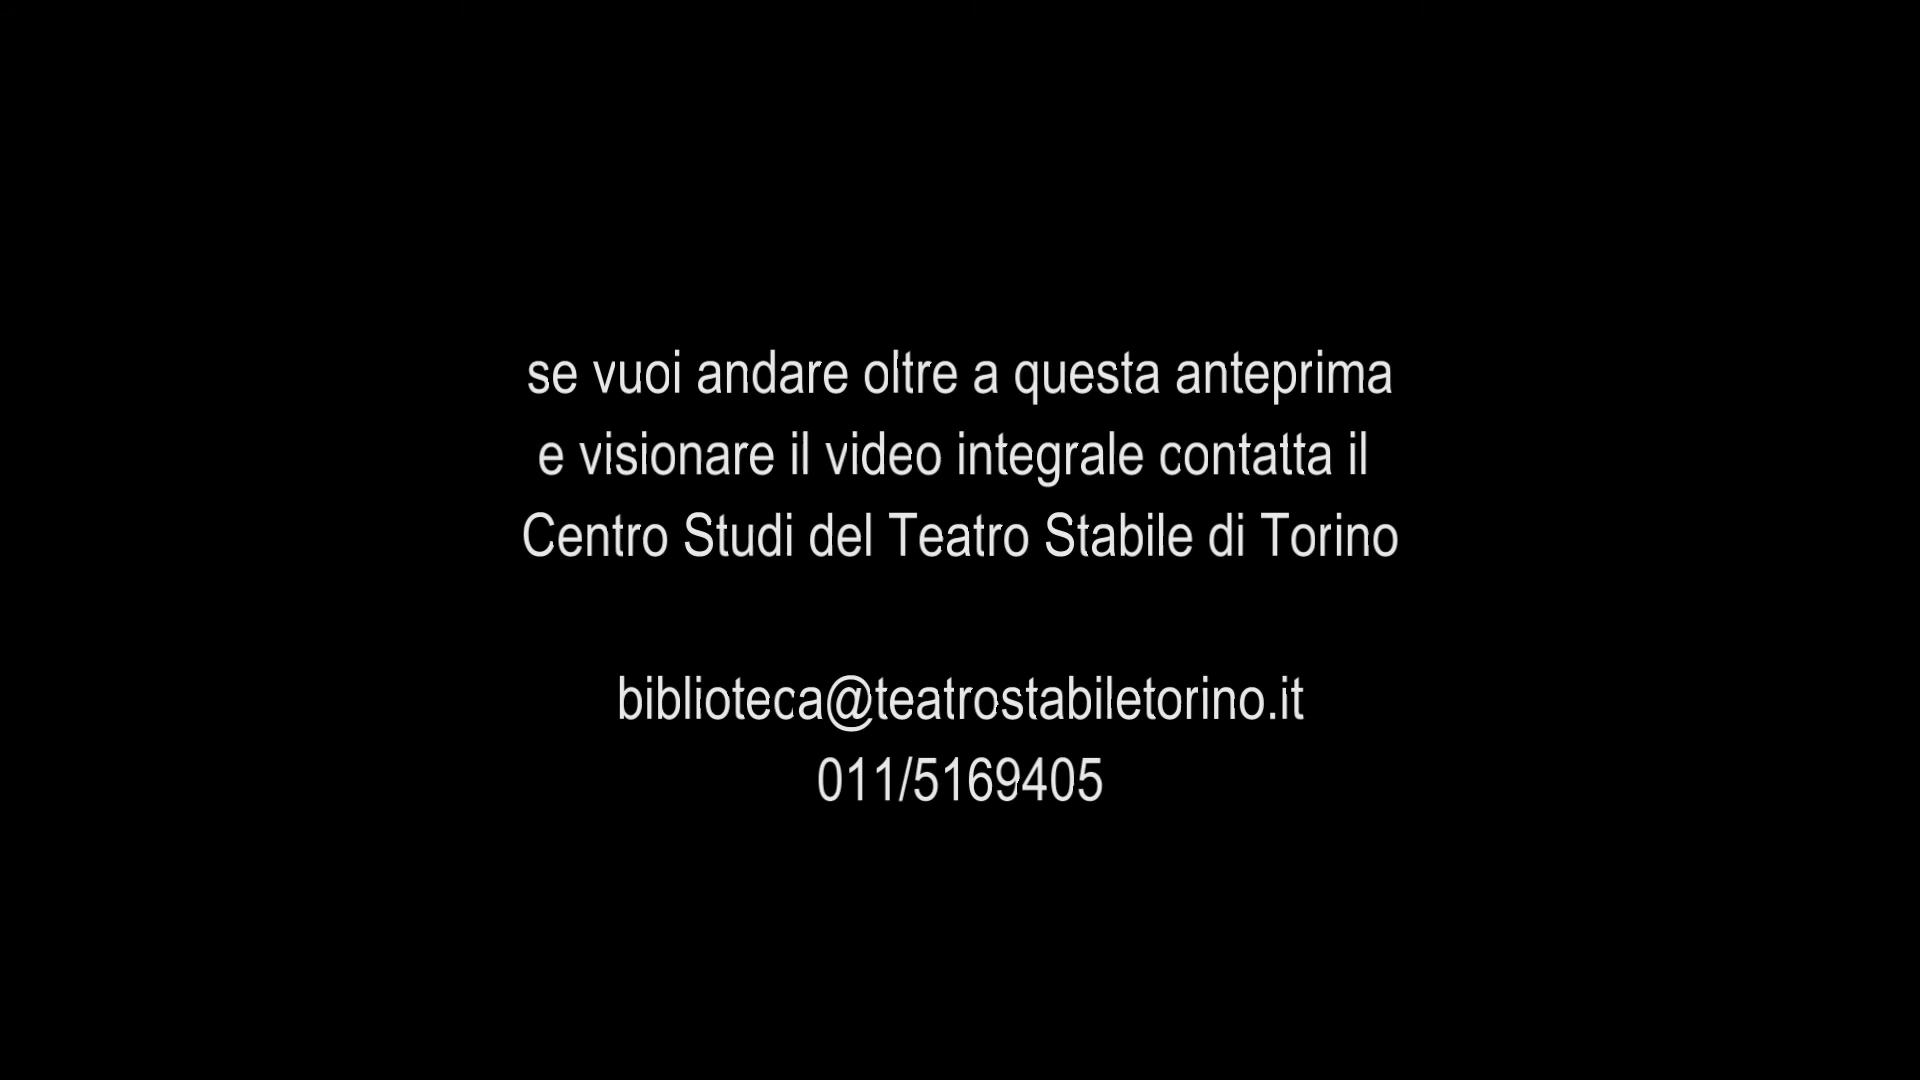 se vuoi andare oltre a questa anteprima
e visionare il video integrale contatta il
Centro Studi del Teatro Stabile di Torino
biblioteca@teatrostabiletorino.it
011/5169405